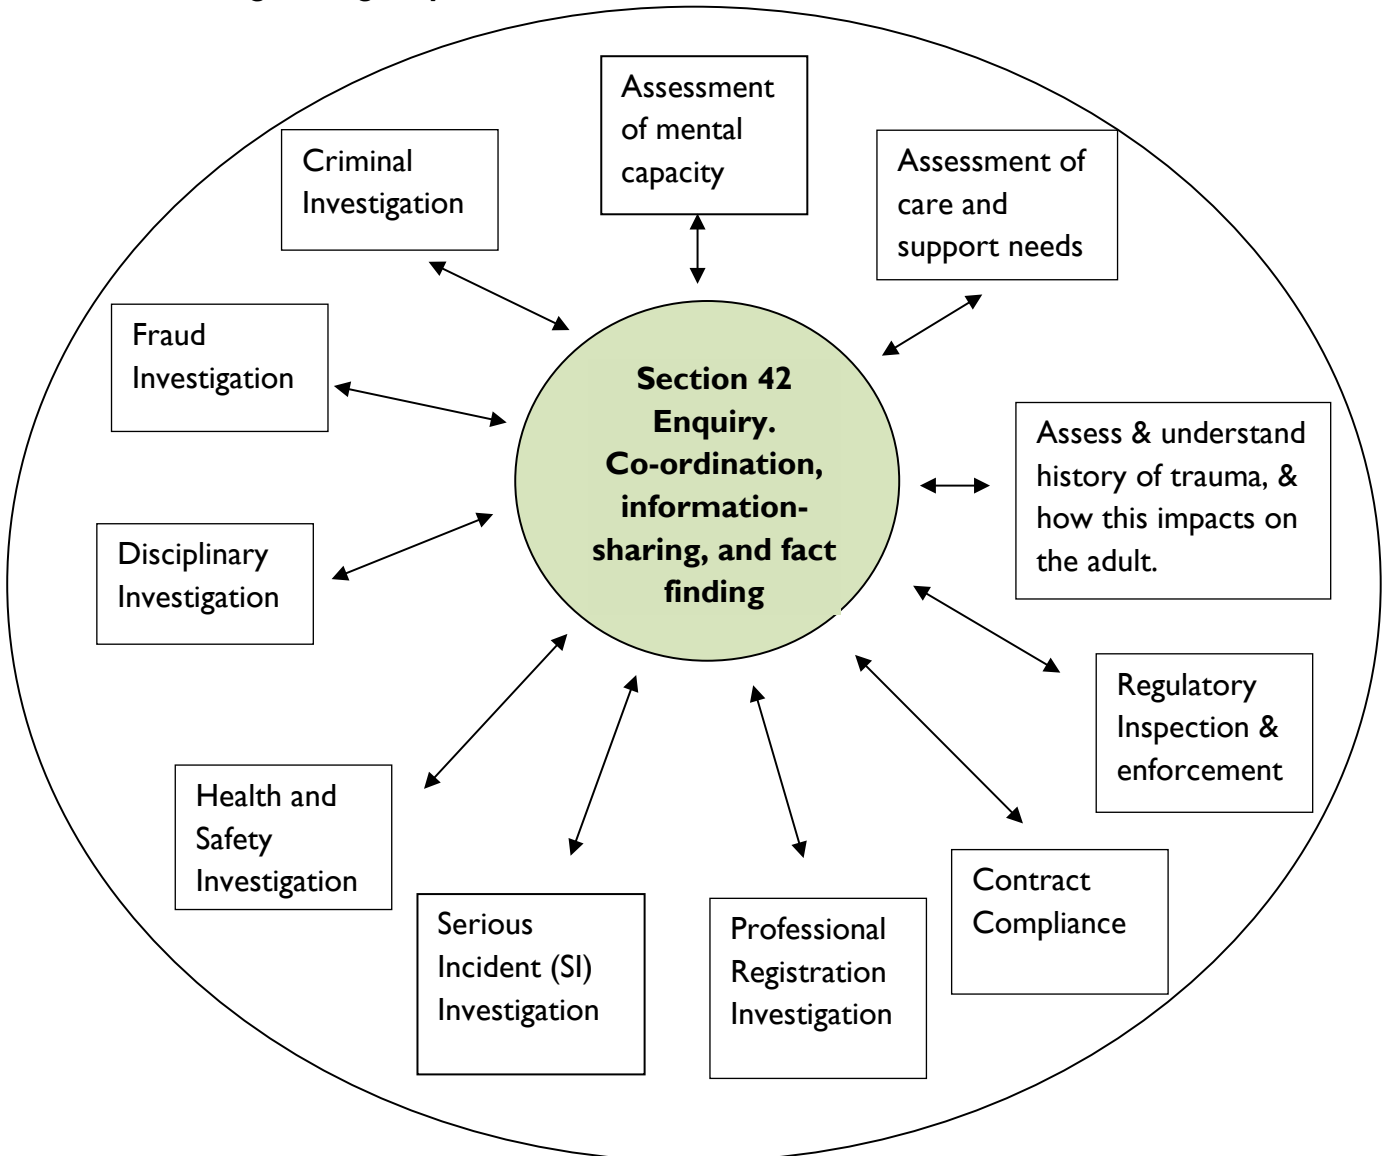 Assessment
of mental
capacity
Criminal
Investigation
Assessment of
care and
support needs
Fraud
Investigation
Section 42
Enquiry.
Co-ordination,
information-
sharing, and fact
finding
Assess & understand
history of trauma, &
how this impacts on
the adult.
Disciplinary
Investigation
Regulatory
Inspection &
enforcement
Health and
Safety
Investigation
Contract
Compliance
Serious
Incident (SI)
Investigation
Professional
Registration
Investigation